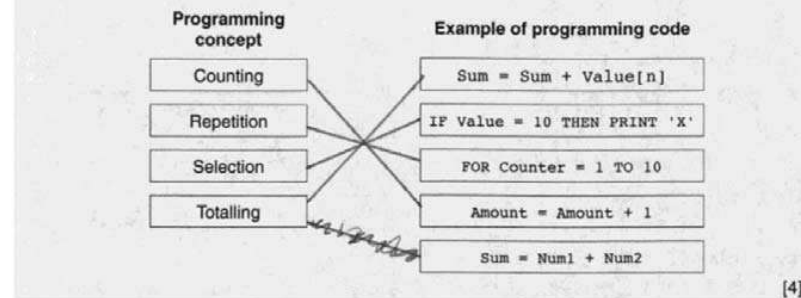 Programming
concept
Example of programming code
Counting
Sum = Sum + Value[n]
Repetition
IF Value = 10 THEN PRINT 'X'
Selection
FOR Counter = 1 TO 10
Totalling
Amount = Amount + 1
Sum = Num1 + Num2
[4]